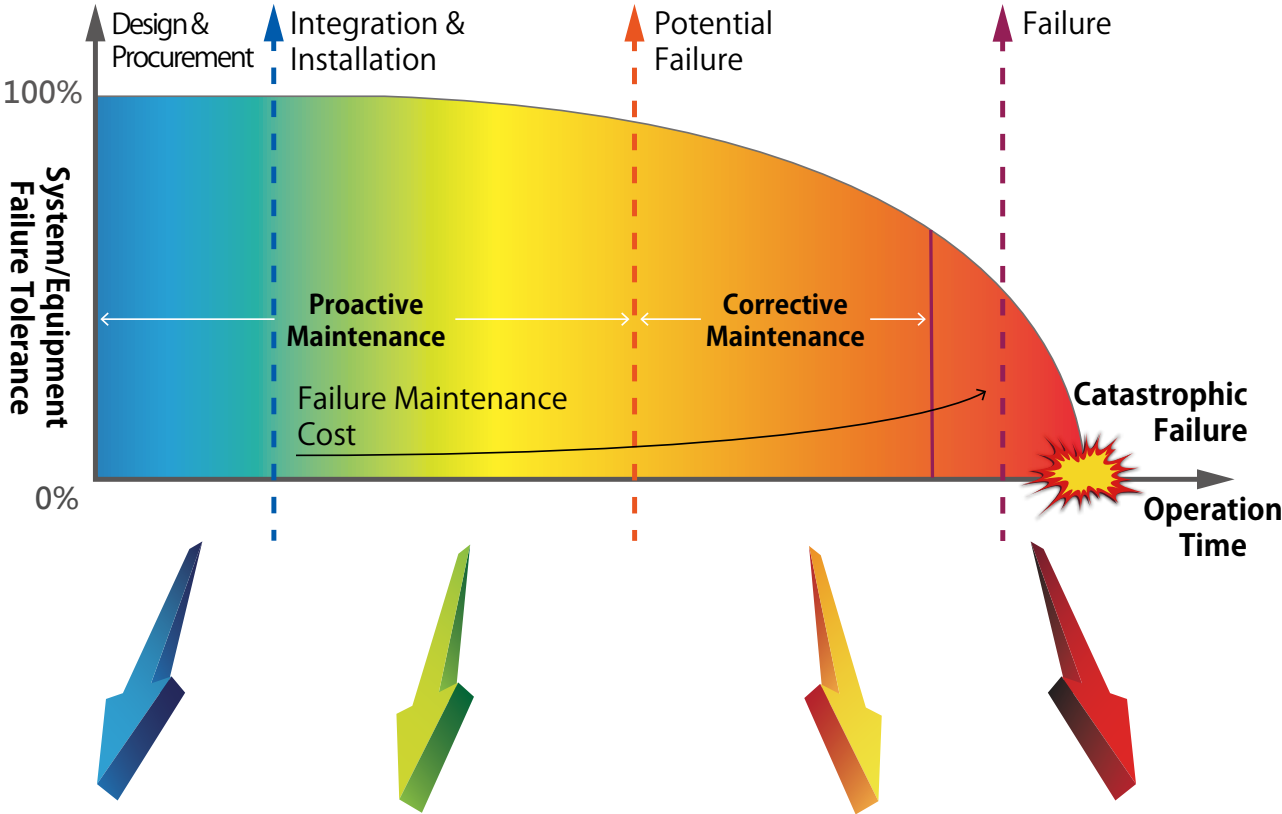 Design &
Procurement
Integration &
Installation
Potential
Failure
Failure
100%
System/Equipment
Failure Tolerance
Proactive
Maintenance
Corrective
Maintenance
Failure Maintenance
Cost
Catastrophic
Failure
0%
Operation
Time